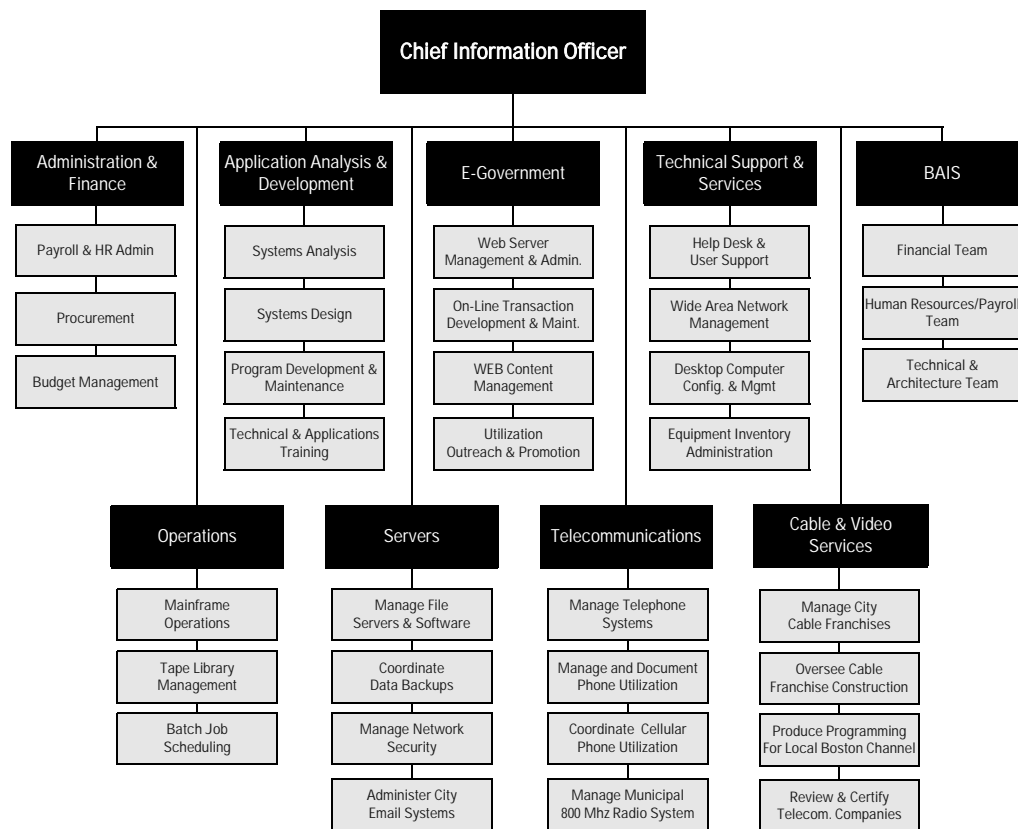 Chief Information Officer
Administration &
Finance
Payroll & HR Admin
Procurement
Budget Management
Application Analysis &
Development
Systems Analysis
Systems Design
Program Development &
Maintenance
Technical & Applications
Training
E-Government
Web Server
Management & Admin.
On-Line Transaction
Development & Maint.
WEB Content
Management
Utilization
Outreach & Promotion
Technical Support &
Services
Help Desk &
User Support
Wide Area Network
Management
Desktop Computer
Config. & Mgmt
Equipment Inventory
Administration
BAIS
Financial Team
Human Resources/Payroll
Team
Technical &
Architecture Team
Operations
Mainframe
Operations
Tape Library
Management
Batch Job
Scheduling
Servers
Manage File
Servers & Software
Coordinate
Data Backups
Manage Network
Security
Administer City
Email Systems
Telecommunications
Manage Telephone
Systems
Manage and Document
Phone Utilization
Coordinate Cellular
Phone Utilization
Manage Municipal
800 Mhz Radio System
Cable & Video
Services
Manage City
Cable Franchises
Oversee Cable
Franchise Construction
Produce Programming
For Local Boston Channel
Review & Certify
Telecom. Companies